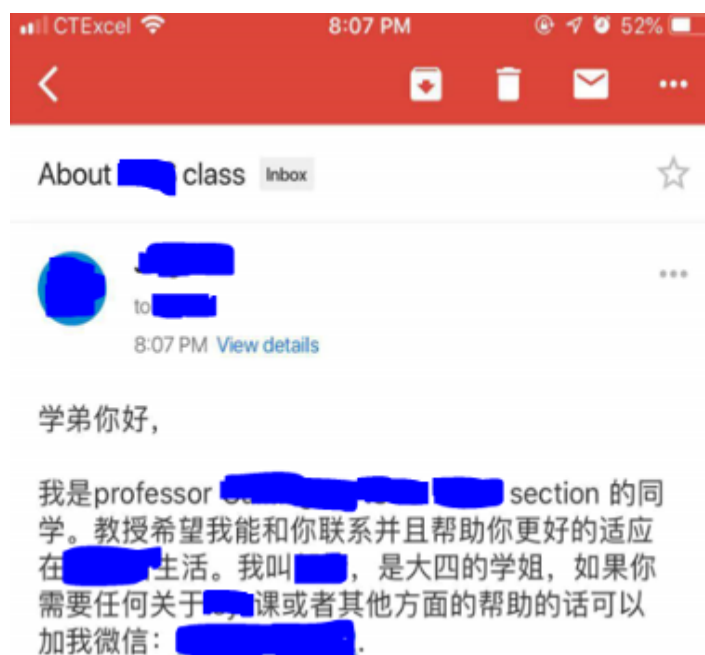 CTExcel 8:07 PM 52%
About class Inbox
to
8:07 PM View details
学弟你好，
我是professor section 的同
学。教授希望我能和你联系并且帮助你更好的适应
在生活。我叫，是大四的学姐，如果你
需要任何关于课或者其他方面的帮助的话可以
加我微信：.